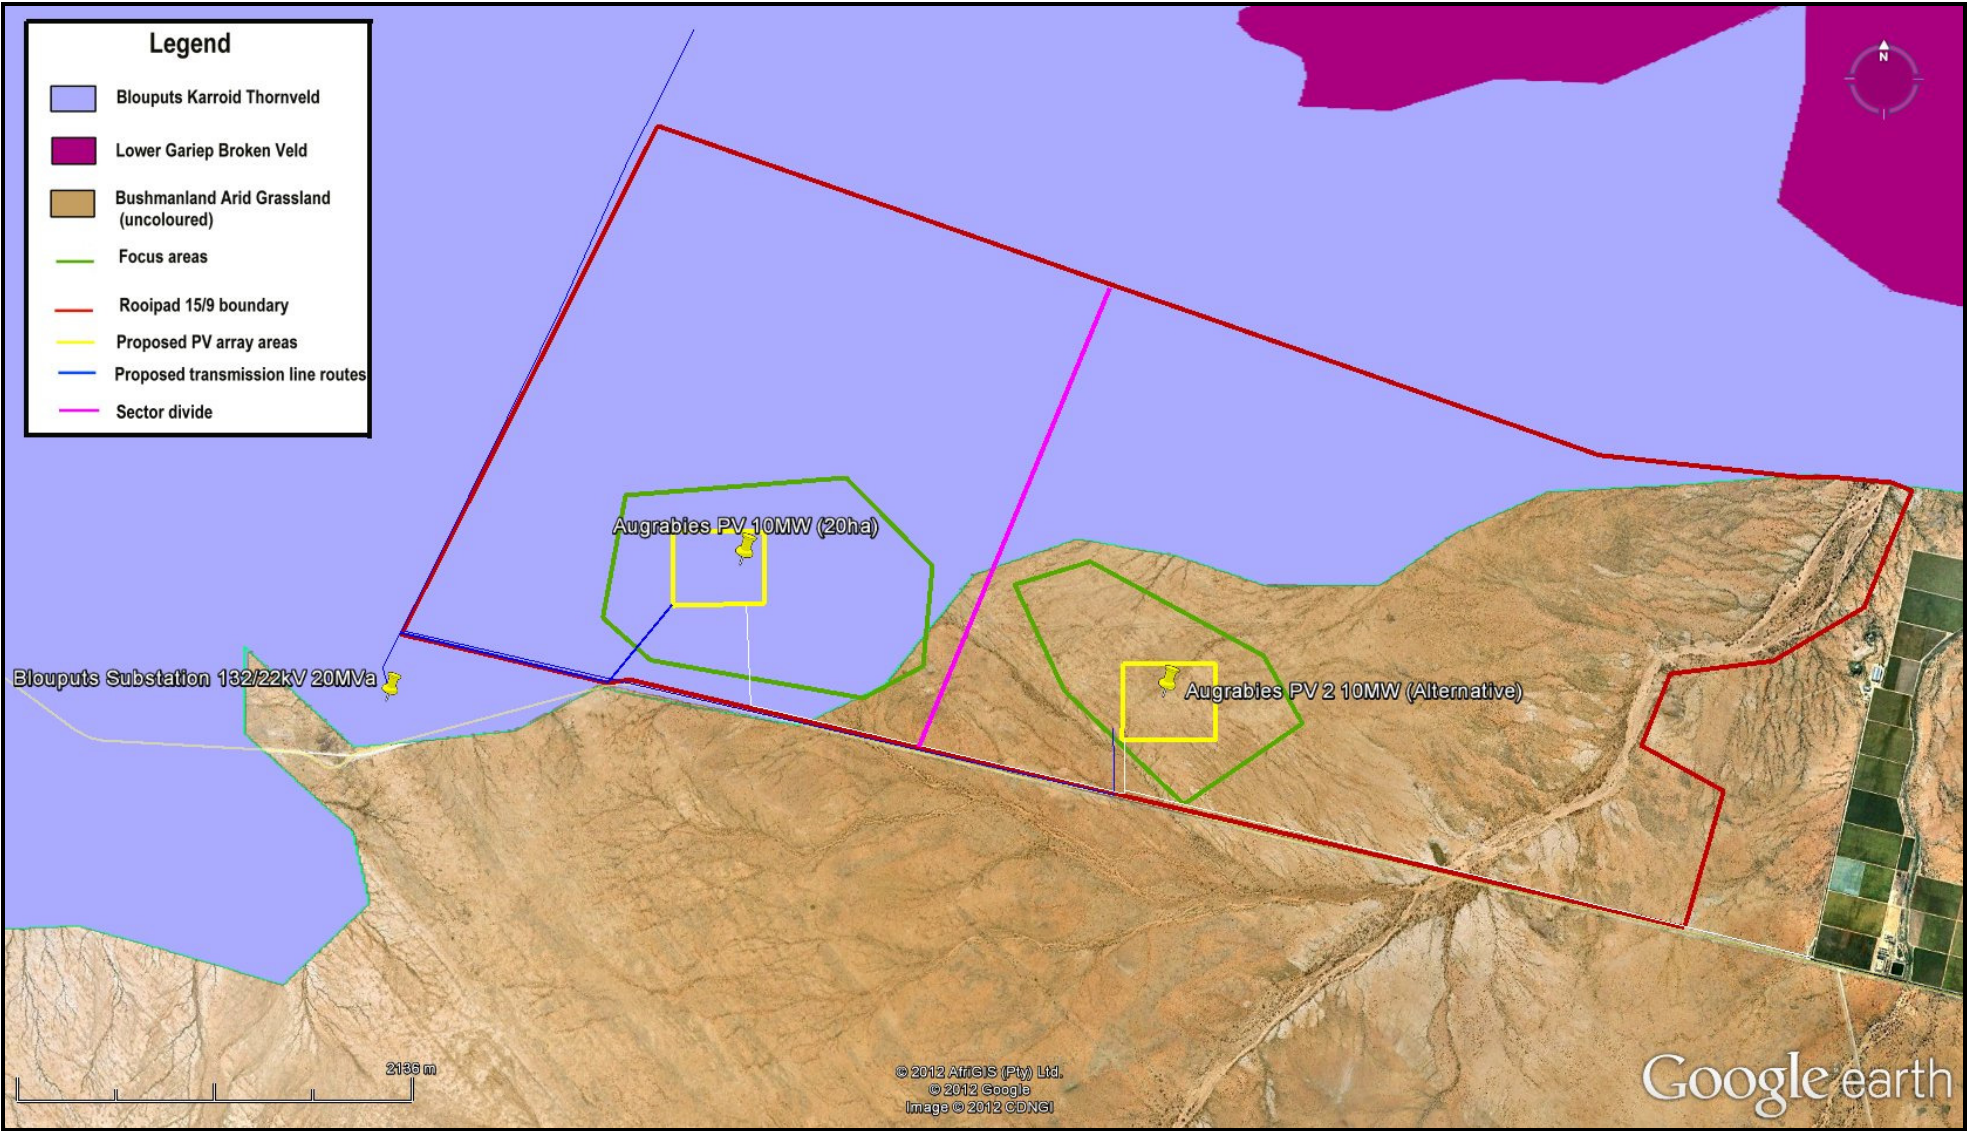 Legend
Blouputs Karroid Thornveld
Lower Gariep Broken Veld
Bushmanland Arid Grassland
(uncoloured)
Focus areas
Rooipad 15/9 boundary
Proposed PV array areas
Proposed transmission line routes
Sector divide
N
Augrabies PV 10MW (20ha)
Blouputs Substation 132/22kV 20MVa
Augrabies PV 2 10MW (Alternative)
2136 m
© 2012 AfriGIS (Pty) Ltd.
© 2012 Google
Image © 2012 CDNGI
Google earth